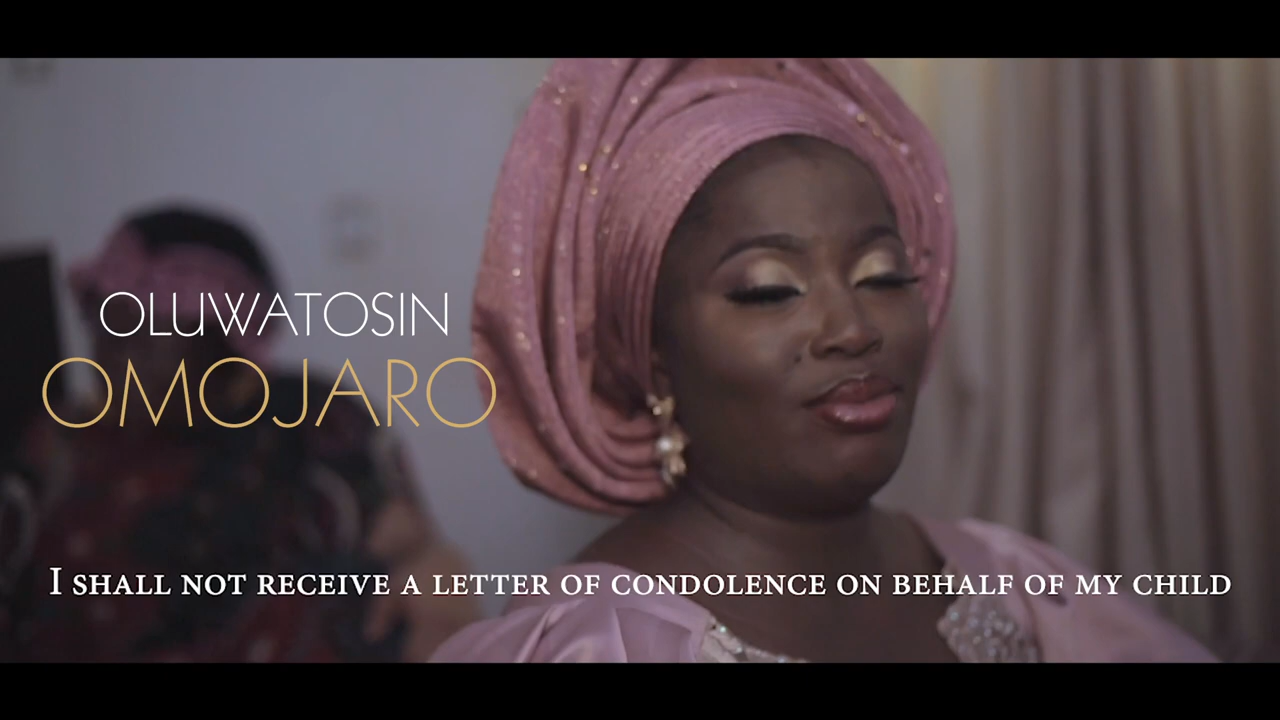 OLUWATOSIN
OMOJARO
I SHALL NOT RECEIVE A LETTER OF CONDOLENCE ON BEHALF OF MY CHILD